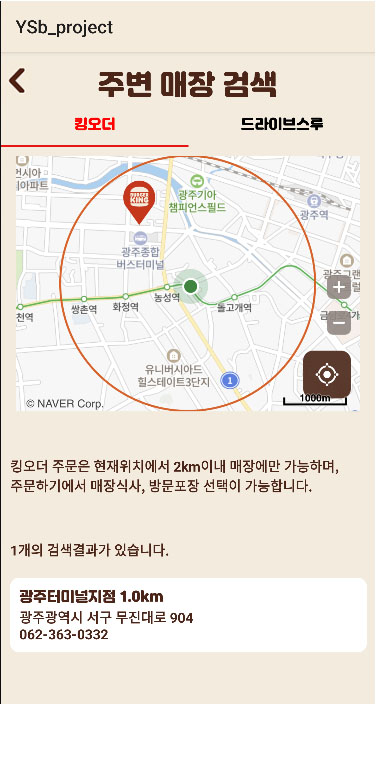 YSb_project
주변 매장 검색
킹오더
드라이브스루
번시아
아파트
BURGER
KING
광주기아
챔피언스필드
광주역
광주종합
버스터미널
광주그랜
천역
쌍촌역
화정역
농성역
돌고개역
유니버시아드
힐스테이트3단지
1
© NAVER Corp.
1000m
킹오더 주문은 현재위치에서 2km이내 매장에만 가능하며,
주문하기에서 매장식사, 방문포장 선택이 가능합니다.
1개의 검색결과가 있습니다.
광주터미널지점 1.0km
광주광역시 서구 무진대로 904
062-363-0332